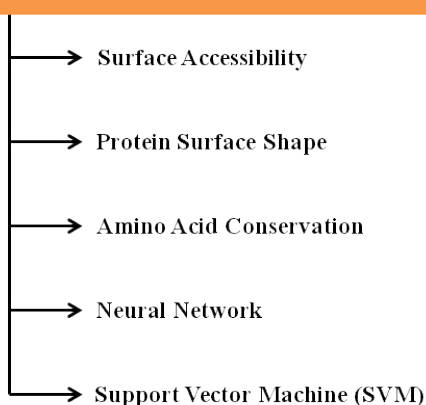 Surface Accessibility
Protein Surface Shape
Amino Acid Conservation
Neural Network
Support Vector Machine (SVM)